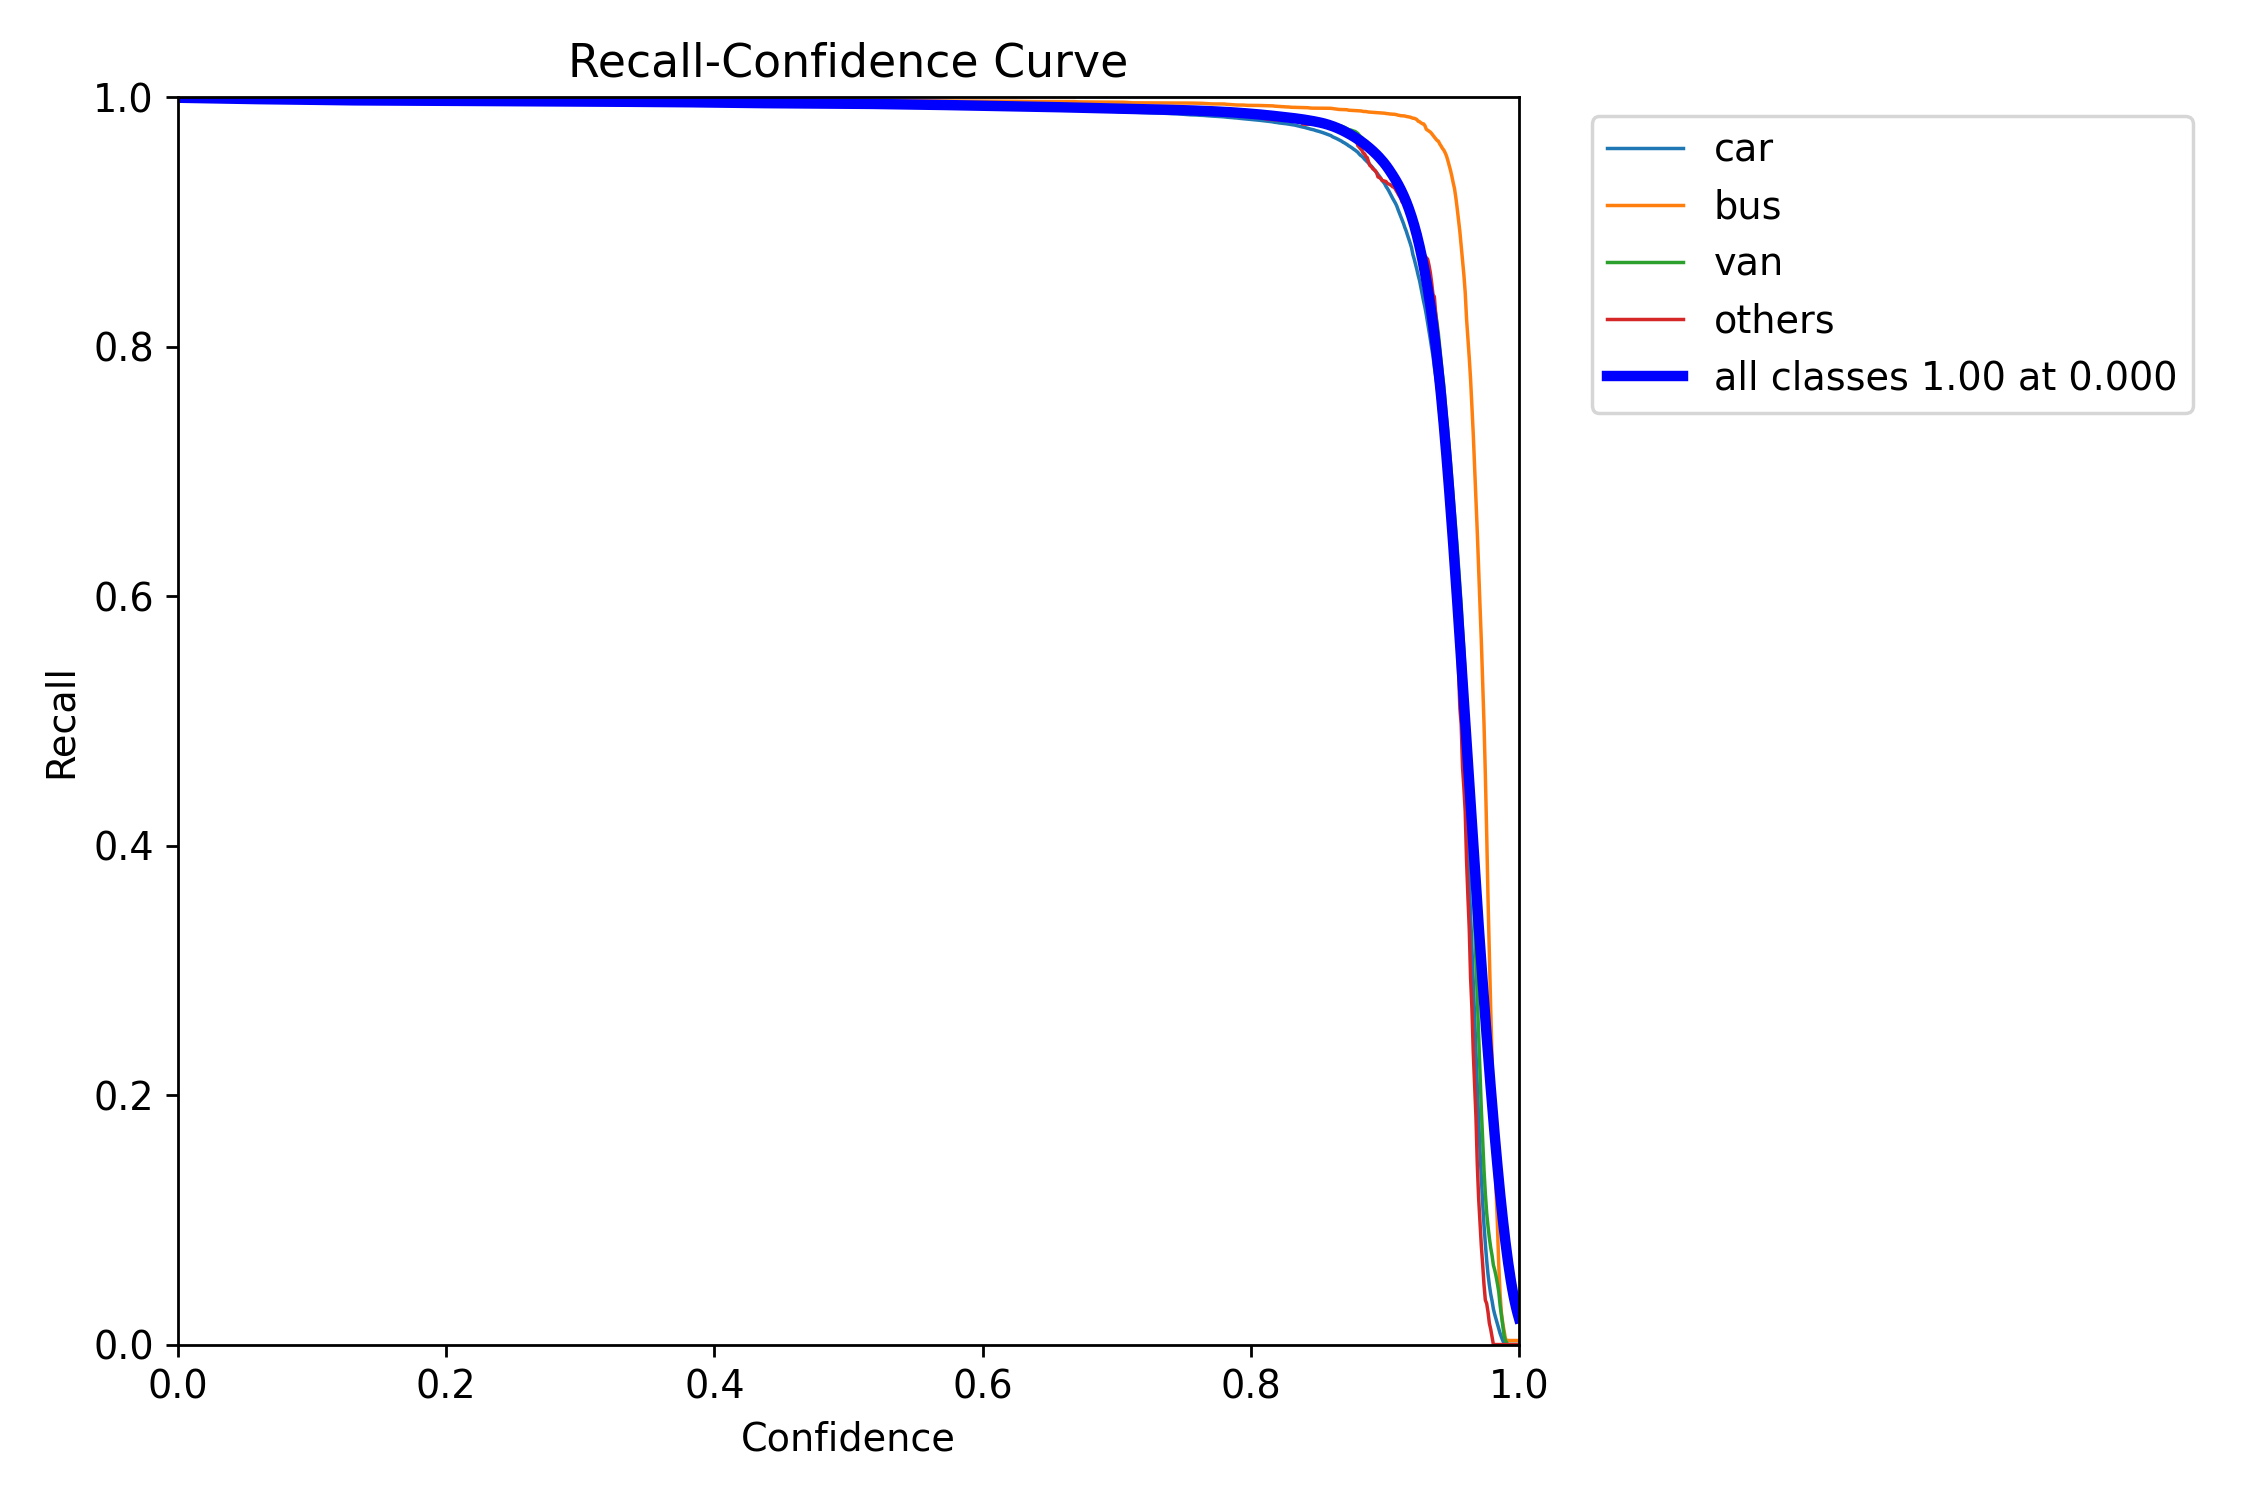 Recall-Confidence Curve
1.0
0.8
0.6
0.4
0.2
0.0
Recall
0.0 0.2 0.4 0.6 0.8 1.0
Confidence
car
bus
van
others
all classes 1.00 at 0.000